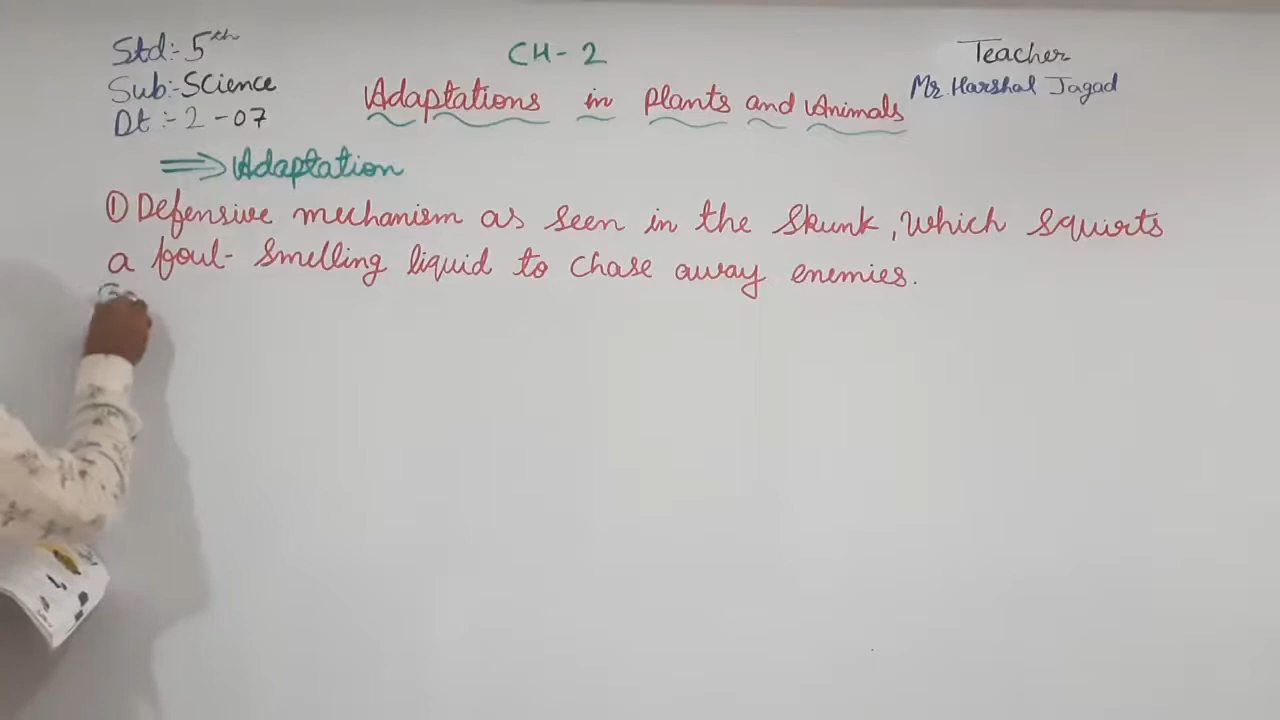 Std:- 5th
Sub:- Science
Dt :- 2-07
CH-2
Adaptations in plants and Animals
Teacher
Mr. Harshal Jagad
⇒ Adaptation
① Defensive mechanism as seen in the Skunk, which squirts
a foul-smelling liquid to chase away enemies.